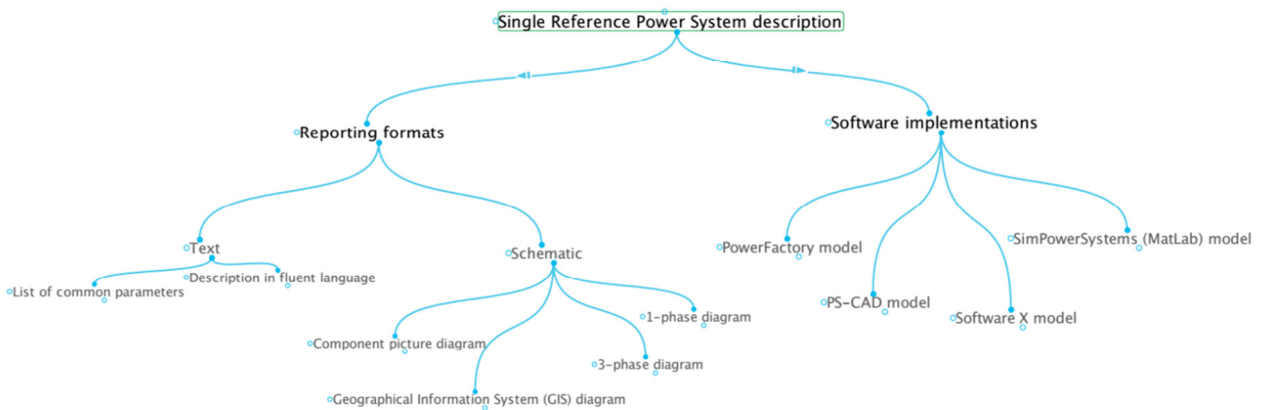 Single Reference Power System description
Reporting formats
Software implementations
Text
Schematic
PowerFactory model
SimPowerSystems (MatLab) model
List of common parameters
Description in fluent language
PS-CAD model
Software X model
1-phase diagram
Component picture diagram
3-phase diagram
Geographical Information System (GIS) diagram